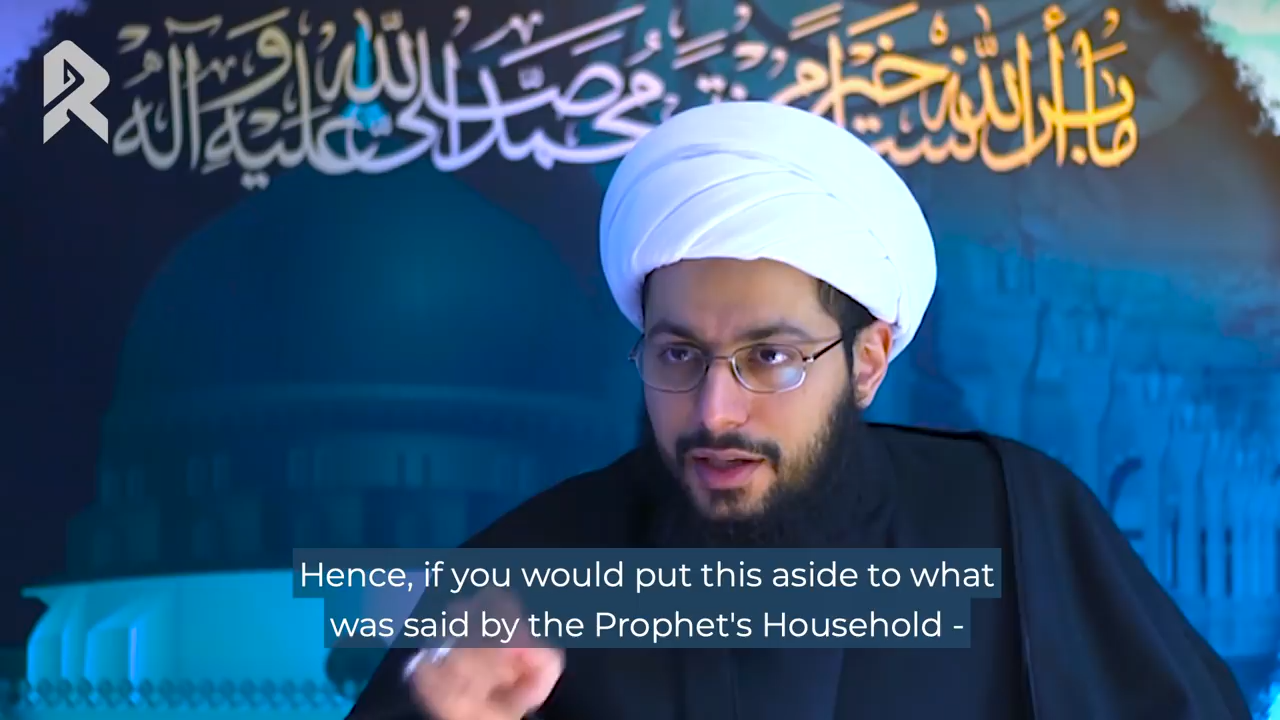 محمد صلى الله عليه وآله
Hence, if you would put this aside to what
was said by the Prophet's Household -